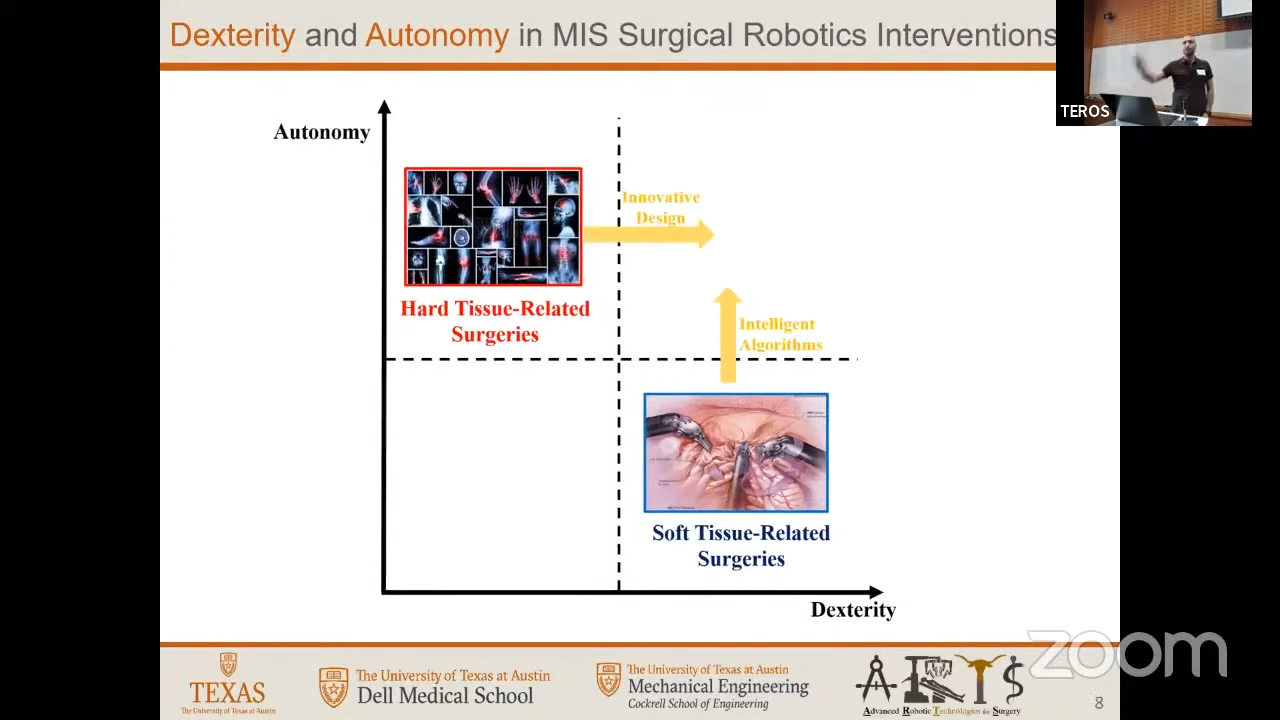 Dexterity and Autonomy in MIS Surgical Robotics Interventions
TEROS
Autonomy
Innovative
Design
Hard Tissue-Related
Surgeries
Intelligent
Algorithms
Soft Tissue-Related
Surgeries
Dexterity
zoom
TEXAS
The University of Texas at Austin
The University of Texas at Austin
Dell Medical School
The University of Texas at Austin
Mechanical Engineering
Cockrell School of Engineering
ARTS
Advanced Robotic Technologies for Surgery
8